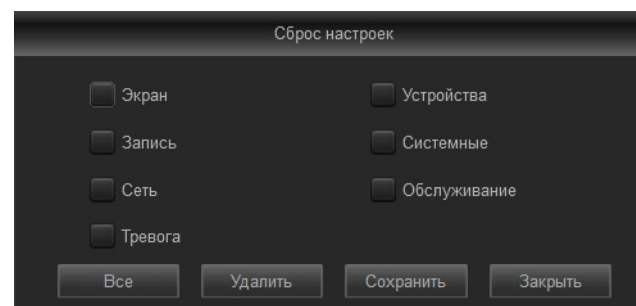 Сброс настроек
Экран Устройства
Запись Системные
Сеть Обслуживание
Тревога
Все Удалить Сохранить Закрыть